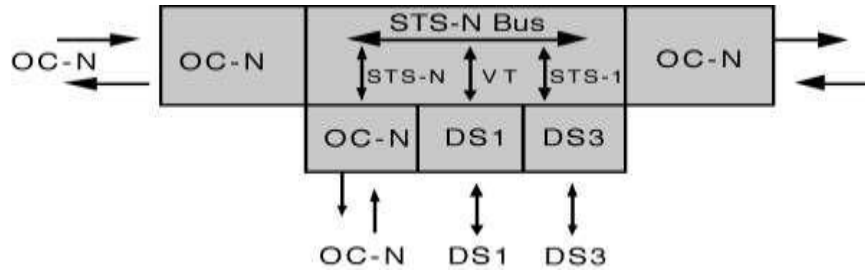 STS-N Bus
OC-N
OC-N
OC-N
STS-N
VT
STS-1
OC-N
DS1
DS3
OC-N
DS1
DS3